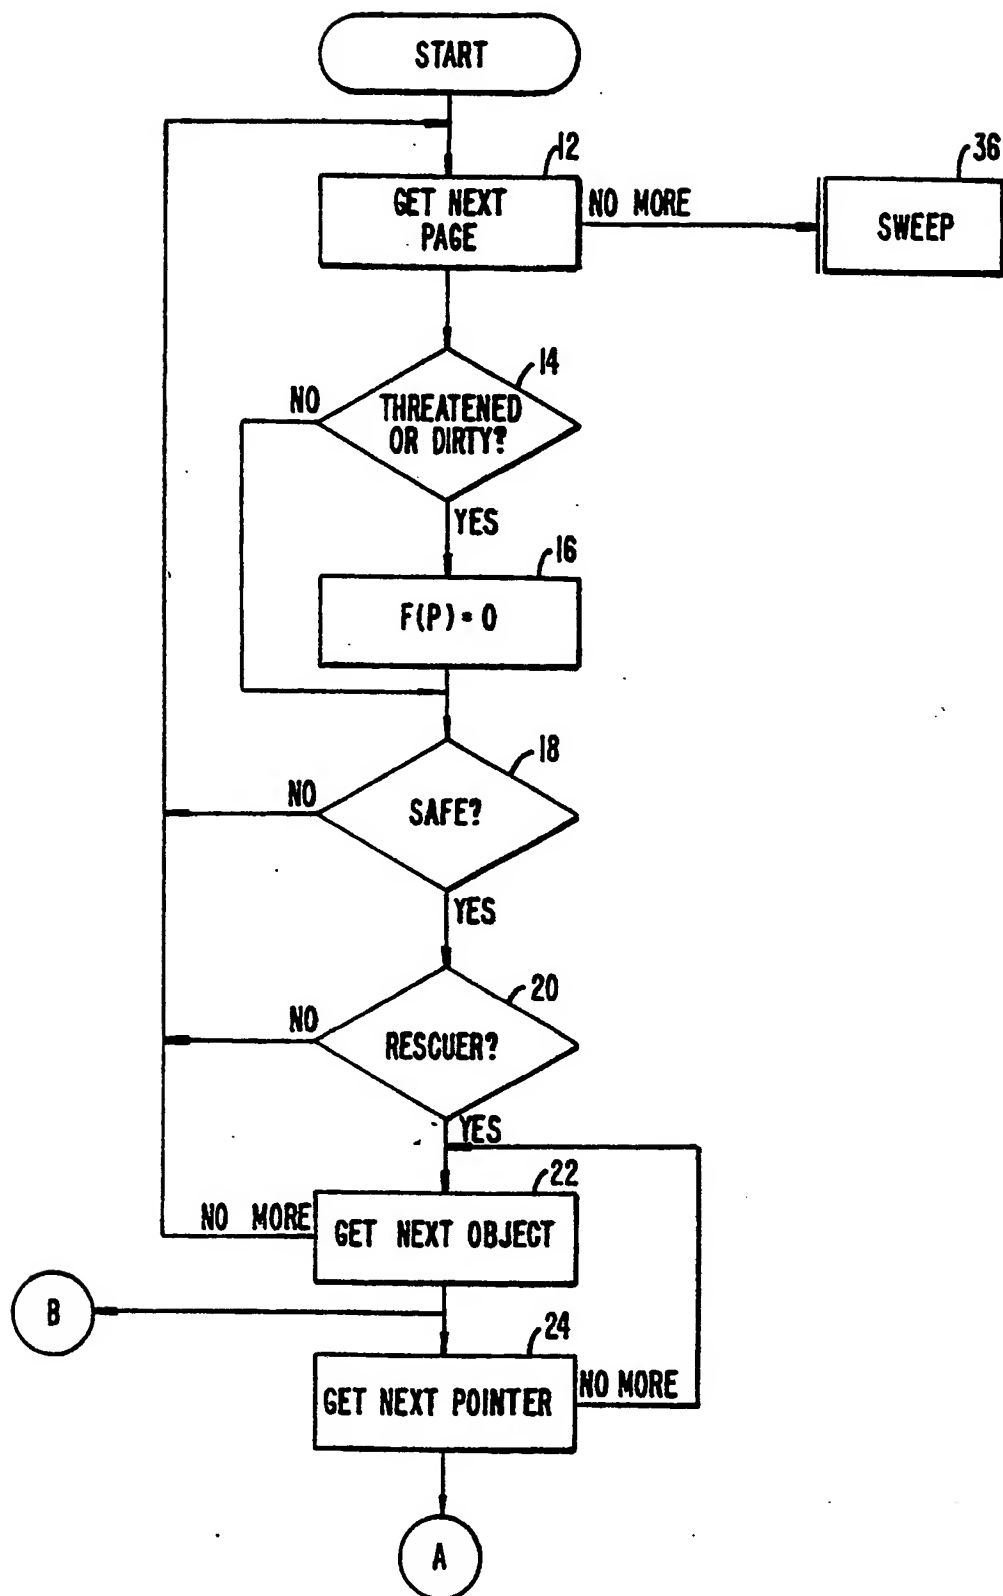 START
12
36
GET NEXT
PAGE
NO MORE
SWEEP
14
NO
THREATENED
OR DIRTY?
YES
16
F(P) = 0
18
NO
SAFE?
YES
20
NO
RESCUER?
YES
22
NO MORE
GET NEXT OBJECT
B
24
GET NEXT POINTER
NO MORE
A